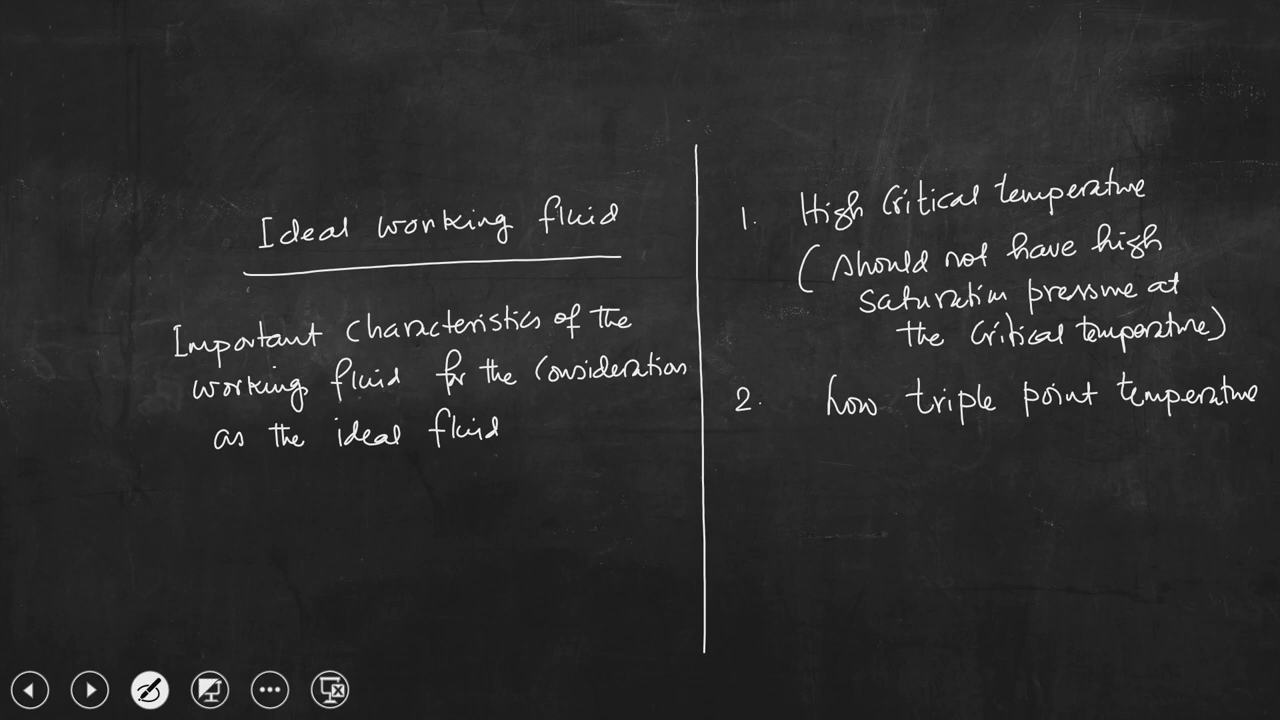 Ideal working fluid
Important characteristics of the
working fluid for the consideration
as the ideal fluid
1. High critical temperature
(should not have high
saturation pressure at
the critical temperature)
2. Low triple point temperature